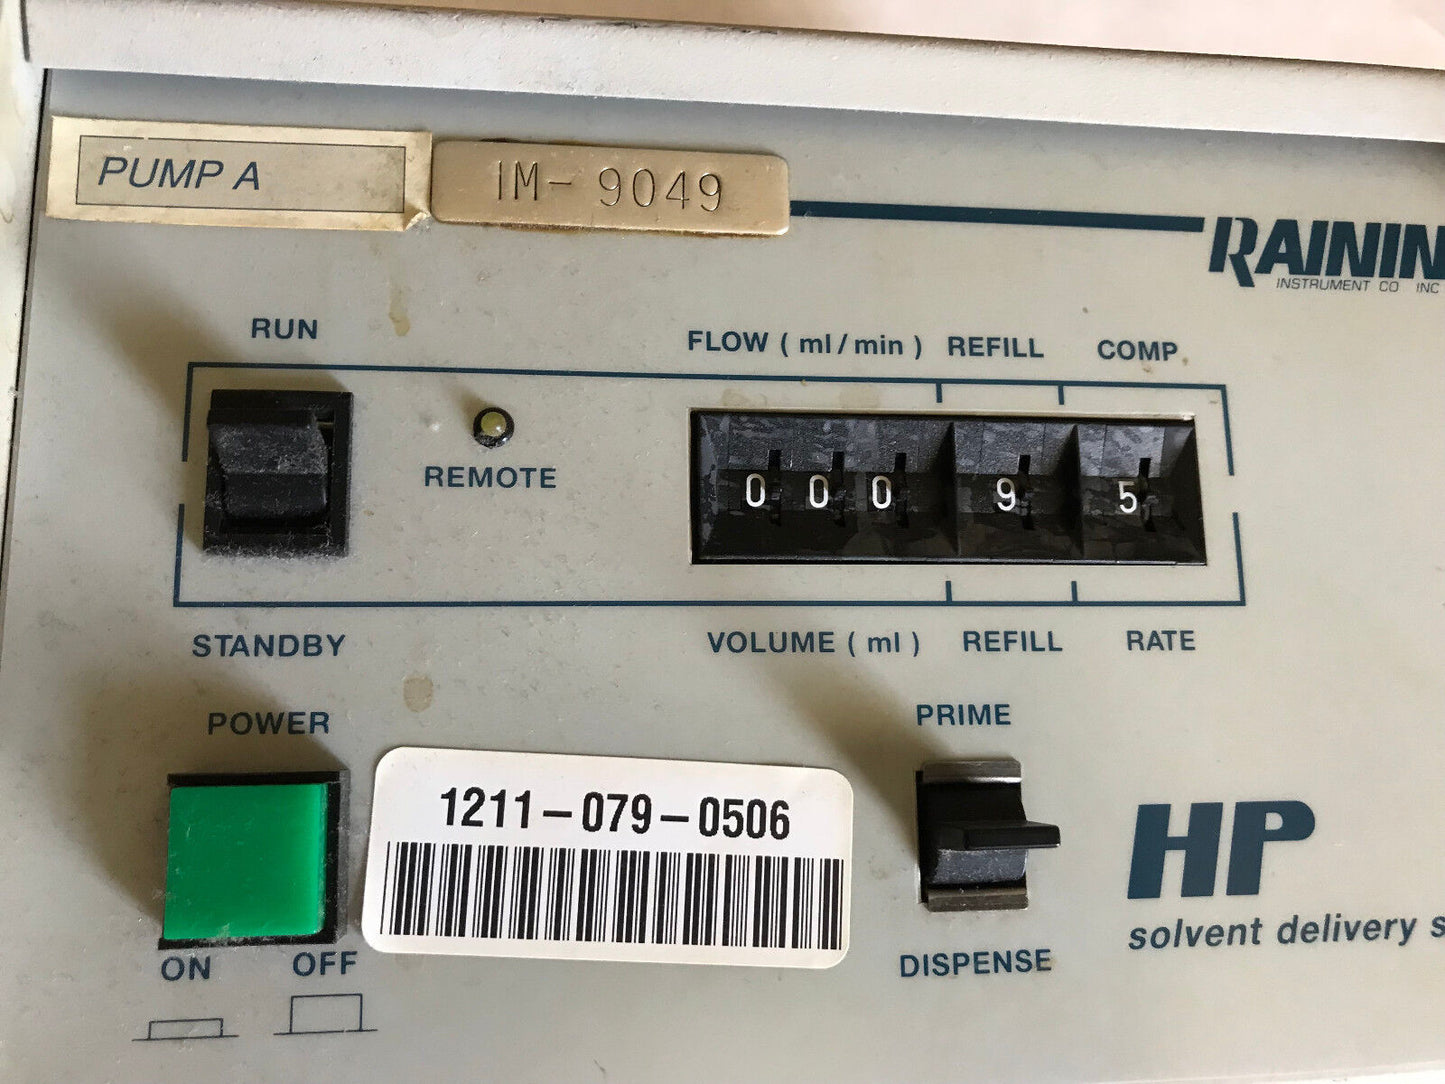 PUMP A
IM- 9049
RAININ
INSTRUMENT CO INC
RUN
FLOW ( ml / min ) REFILL COMP
REMOTE
0 0 0 9 5
STANDBY
VOLUME ( ml ) REFILL RATE
POWER
PRIME
1211-079-0506
HP
solvent delivery s
ON OFF
DISPENSE